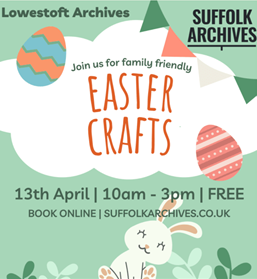 Lowestoft Archives
SUFFOLK
ARCHIVES
Join us for family friendly
EASTER
CRAFTS
13th April | 10am - 3pm | FREE
BOOK ONLINE | SUFFOLKARCHIVES.CO.UK